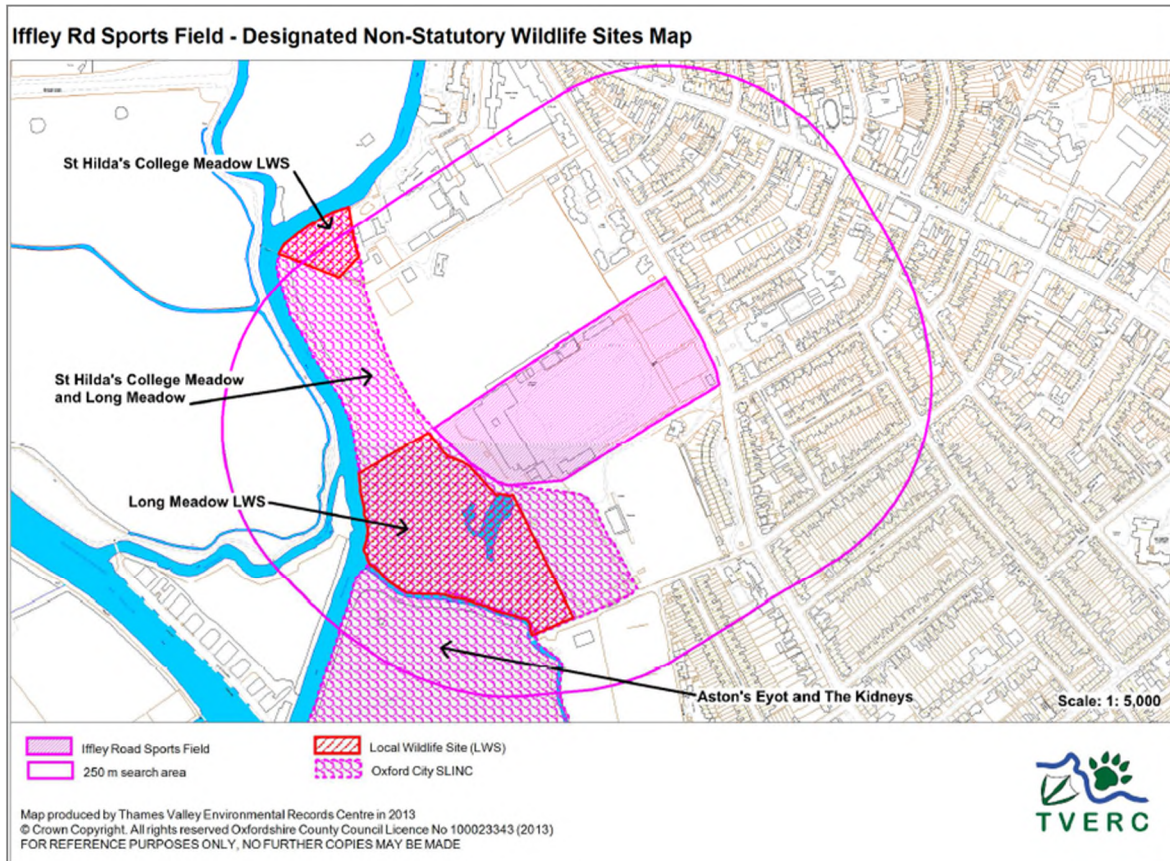 Iffley Rd Sports Field - Designated Non-Statutory Wildlife Sites Map
St Hilda's College Meadow LWS
St Hilda's College Meadow
and Long Meadow
Long Meadow LWS
Aston's Eyot and The Kidneys
Scale: 1: 5,000
Iffley Road Sports Field
250 m search area
Local Wildlife Site (LWS)
Oxford City SLINC
Map produced by Thames Valley Environmental Records Centre in 2013
© Crown Copyright. All rights reserved Oxfordshire County Council Licence No 100023343 (2013)
FOR REFERENCE PURPOSES ONLY, NO FURTHER COPIES MAY BE MADE
TVERC